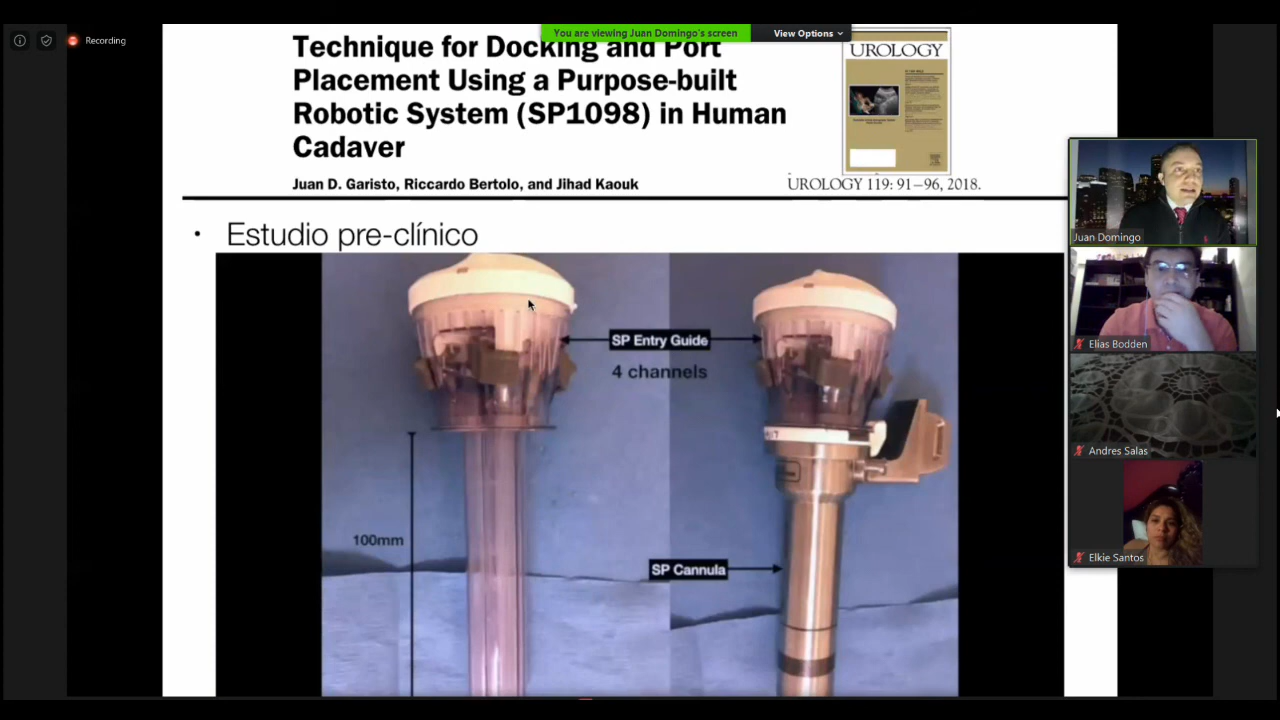 Recording
You are viewing Juan Domingo's screen
View Options
Technique for Docking and Port
Placement Using a Purpose-built
Robotic System (SP1098) in Human
Cadaver
UROLOGY
Juan D. Garisto, Riccardo Bertolo, and Jihad Kaouk
UROLOGY 119: 91–96, 2018.
• Estudio pre-clínico
SP Entry Guide
4 channels
100mm
SP Cannula
Juan Domingo
Elias Bodden
Andres Salas
Elkie Santos